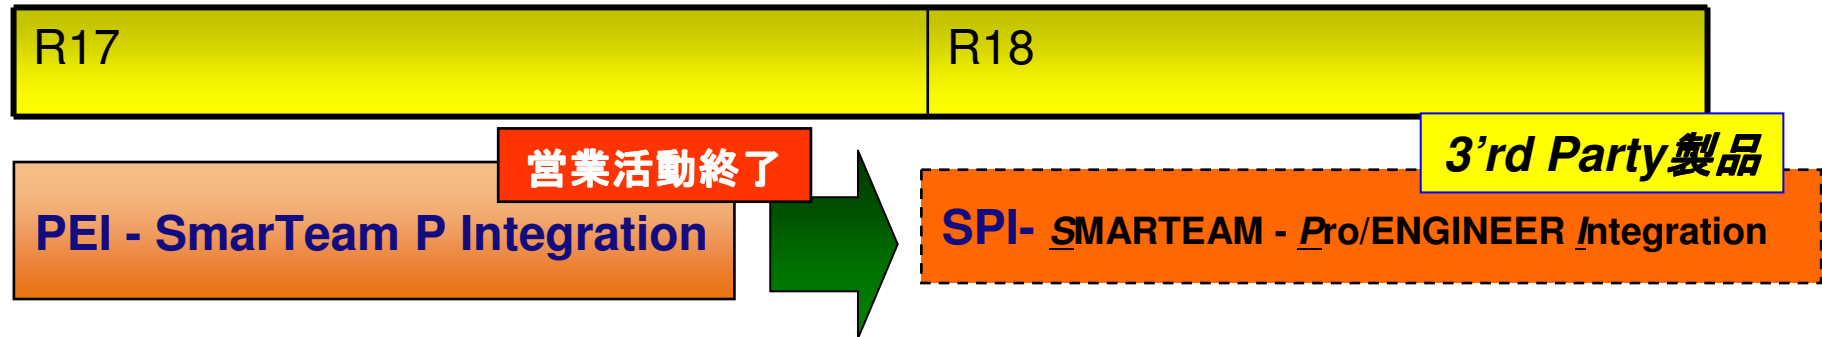 R17
R18
営業活動終了
3’rd Party製品
PEI - SmarTeam P Integration
SPI- SMARTEAM - Pro/ENGINEER Integration